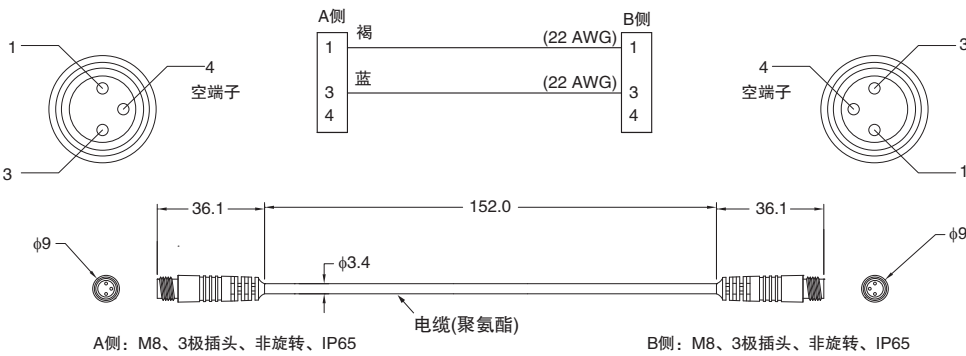 A侧
B侧
1 褐 (22 AWG) 1
3 蓝 (22 AWG) 3
4 4
1
4
空端子
3
3
4
空端子
1
36.1 152.0 36.1
φ9 φ3.4 φ9
电缆(聚氨酯)
A侧：M8、3极插头、非旋转、IP65
B侧：M8、3极插头、非旋转、IP65